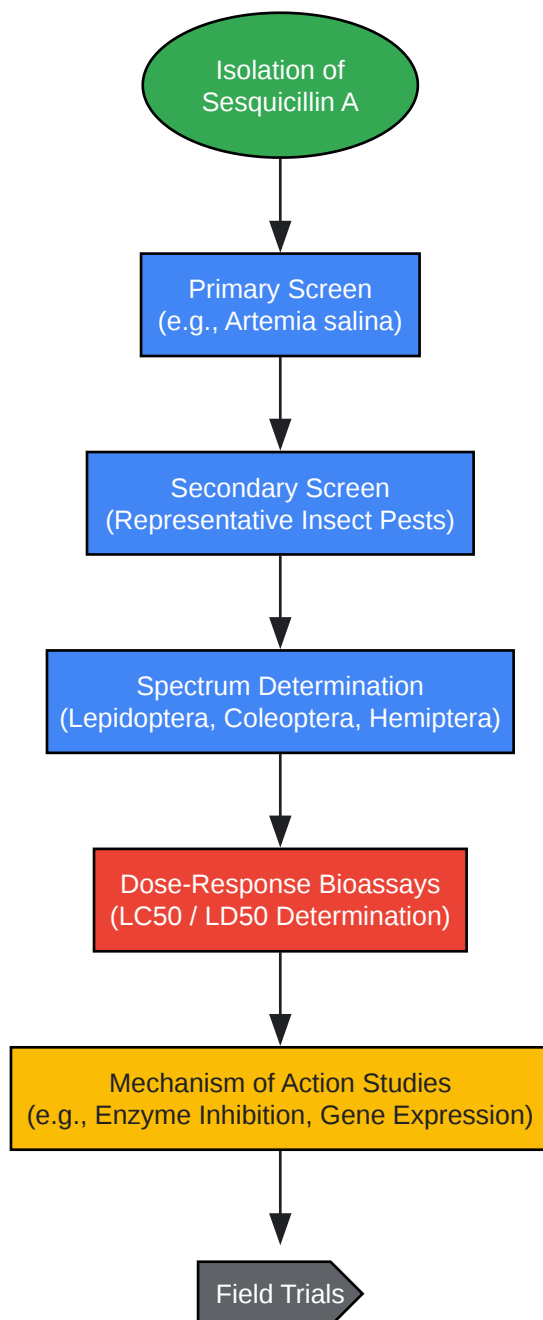 Isolation of
Sesquicillin A
Primary Screen
(e.g., Artemia salina)
Secondary Screen
(Representative Insect Pests)
Spectrum Determination
(Lepidoptera, Coleoptera, Hemiptera)
Dose-Response Bioassays
(LC50 / LD50 Determination)
Mechanism of Action Studies
(e.g., Enzyme Inhibition, Gene Expression)
Field Trials